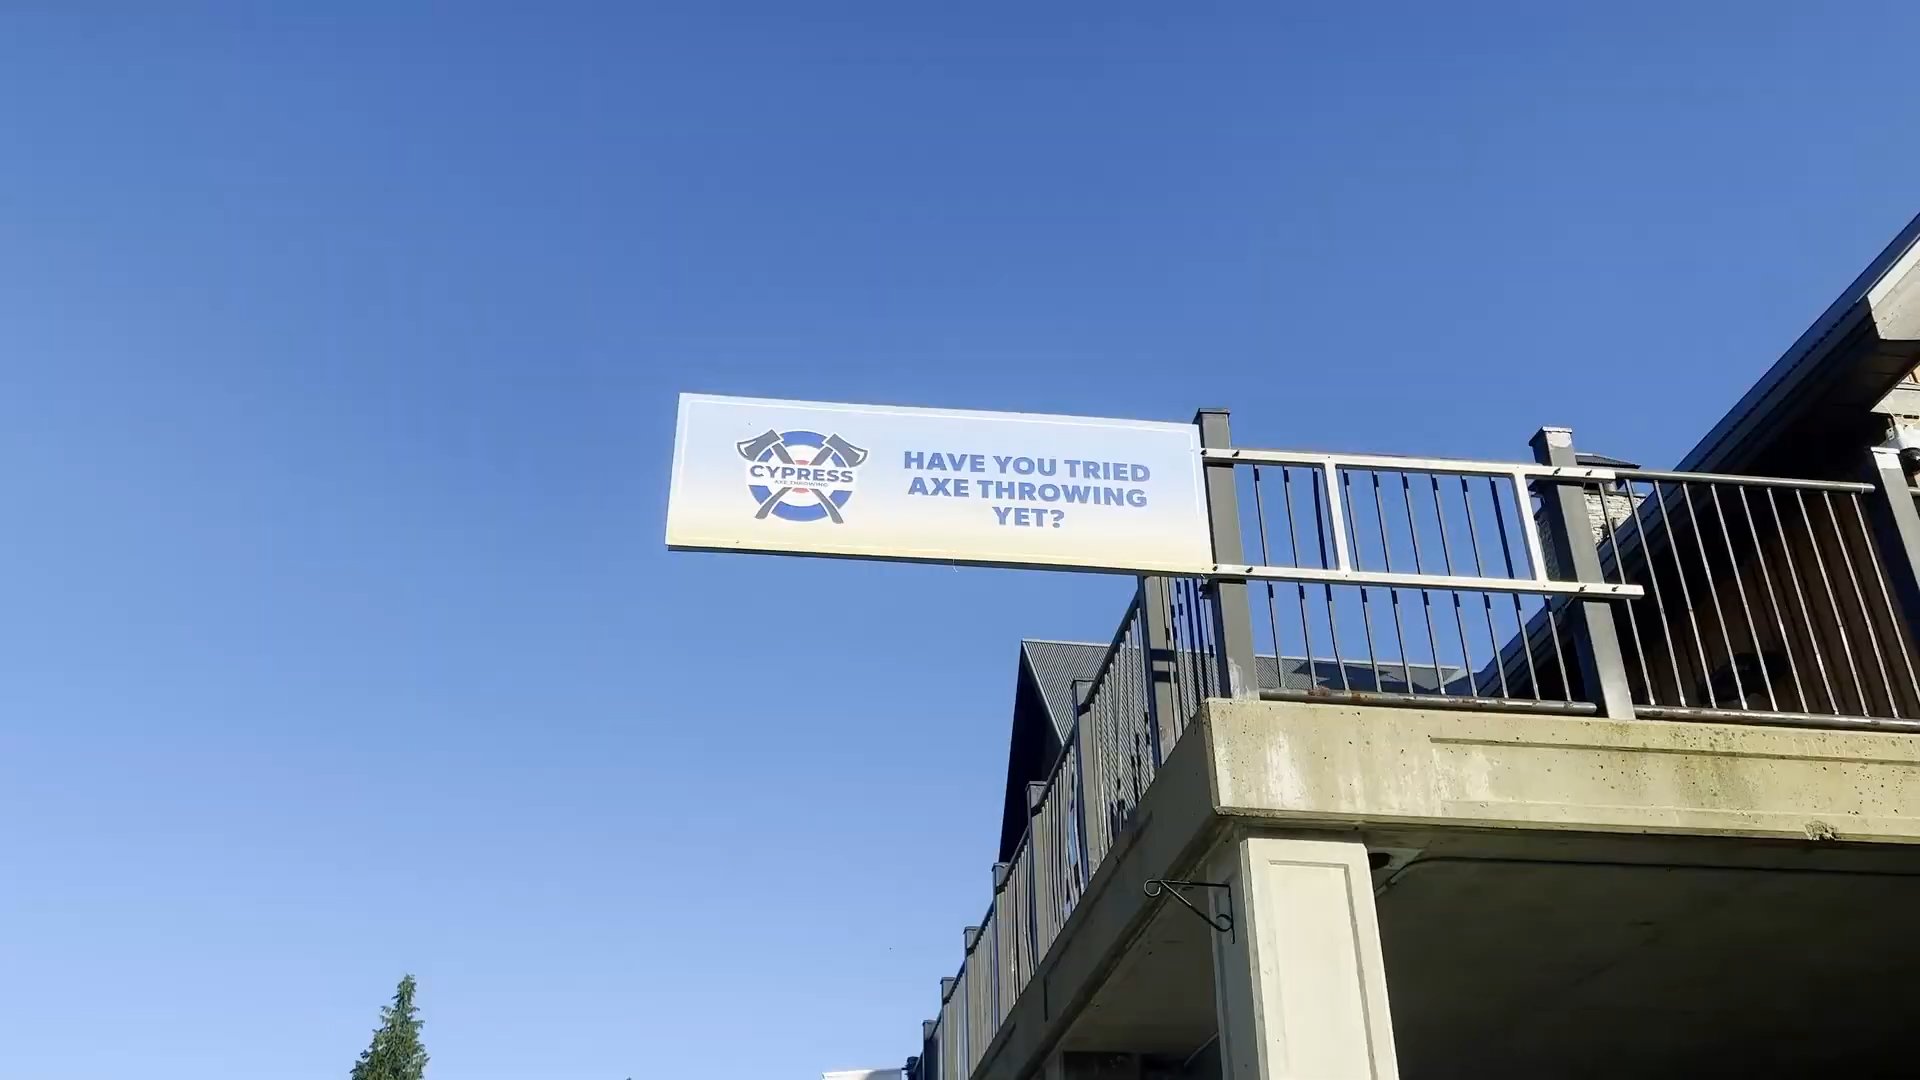 CYPRESS
AXE THROWING
HAVE YOU TRIED
AXE THROWING
YET?